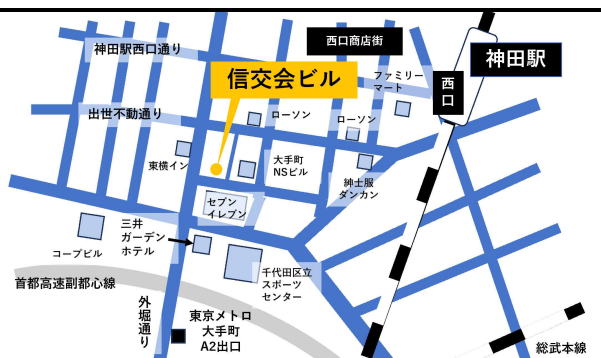 西口商店街
神田駅西口通り
神田駅
信交会ビル
ファミリー
マート
西口
出世不動通り
ローソン
ローソン
東横イン
大手町
NSビル
紳士服
ダンカン
セブン
イレブン
三井
ガーデン
ホテル
コープビル
千代田区立
スポーツ
センター
首都高速副都心線
外堀通り
東京メトロ
大手町
A2出口
総武本線